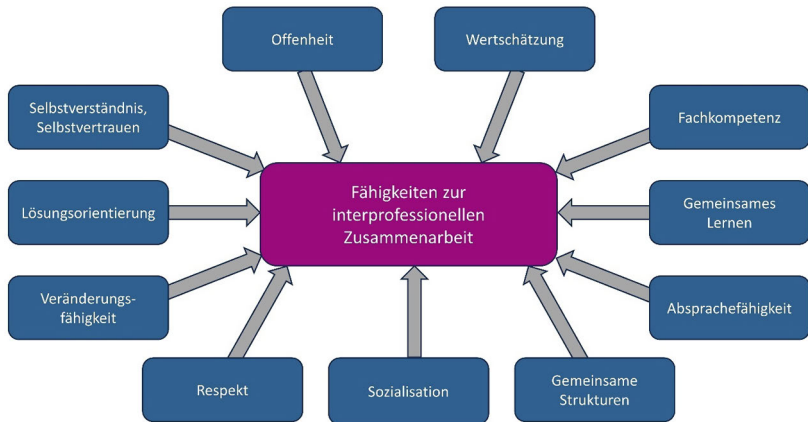 Offenheit
Wertschätzung
Selbstverständnis,
Selbstvertrauen
Fachkompetenz
Fähigkeiten zur
interprofessionellen
Zusammenarbeit
Lösungsorientierung
Gemeinsames
Lernen
Veränderungs-
fähigkeit
Absprachefähigkeit
Respekt
Sozialisation
Gemeinsame
Strukturen